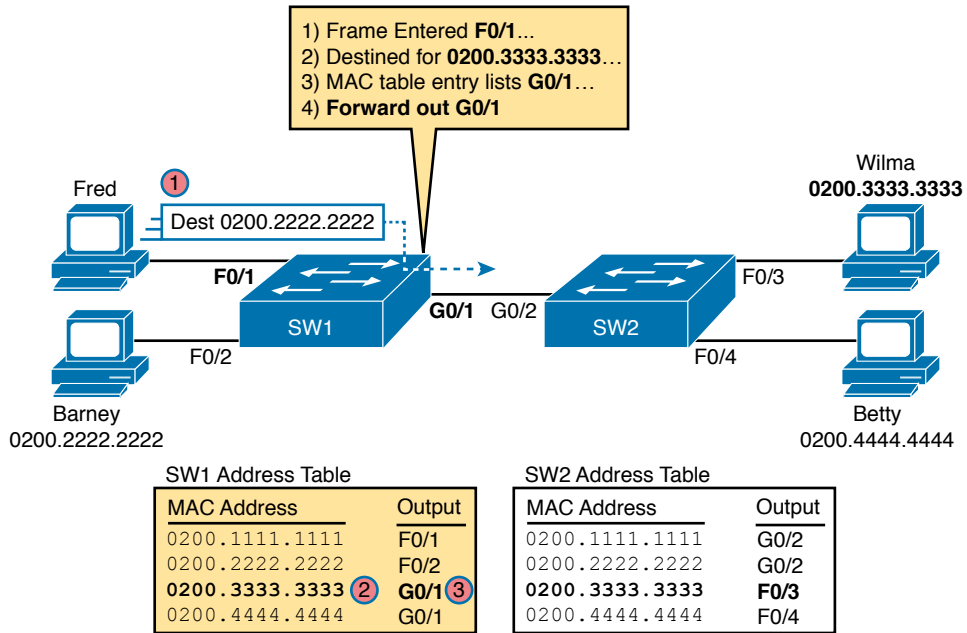 1) Frame Entered F0/1...
2) Destined for 0200.3333.3333...
3) MAC table entry lists G0/1...
4) Forward out G0/1
Fred
1
Dest 0200.2222.2222
Wilma
0200.3333.3333
F0/1
SW1
G0/1
G0/2
SW2
F0/3
F0/2
F0/4
Barney
0200.2222.2222
Betty
0200.4444.4444
SW1 Address Table
MAC Address Output
0200.1111.1111 F0/1
0200.2222.2222 F0/2
0200.3333.3333 2 G0/1 3
0200.4444.4444 G0/1
SW2 Address Table
MAC Address Output
0200.1111.1111 G0/2
0200.2222.2222 G0/2
0200.3333.3333 F0/3
0200.4444.4444 F0/4